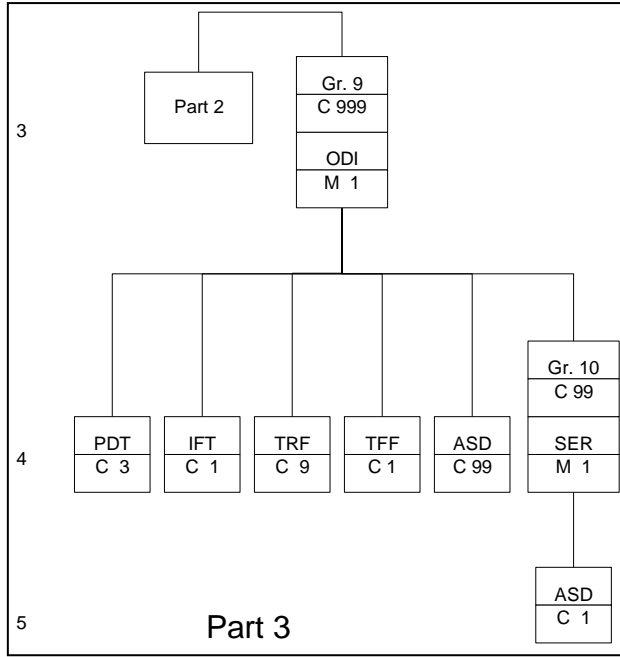 Part 2
Gr. 9
C 999
ODI
M 1
3
Gr. 10
C 99
PDT
C 3
IFT
C 1
TRF
C 9
TFF
C 1
ASD
C 99
SER
M 1
4
ASD
C 1
5
Part 3